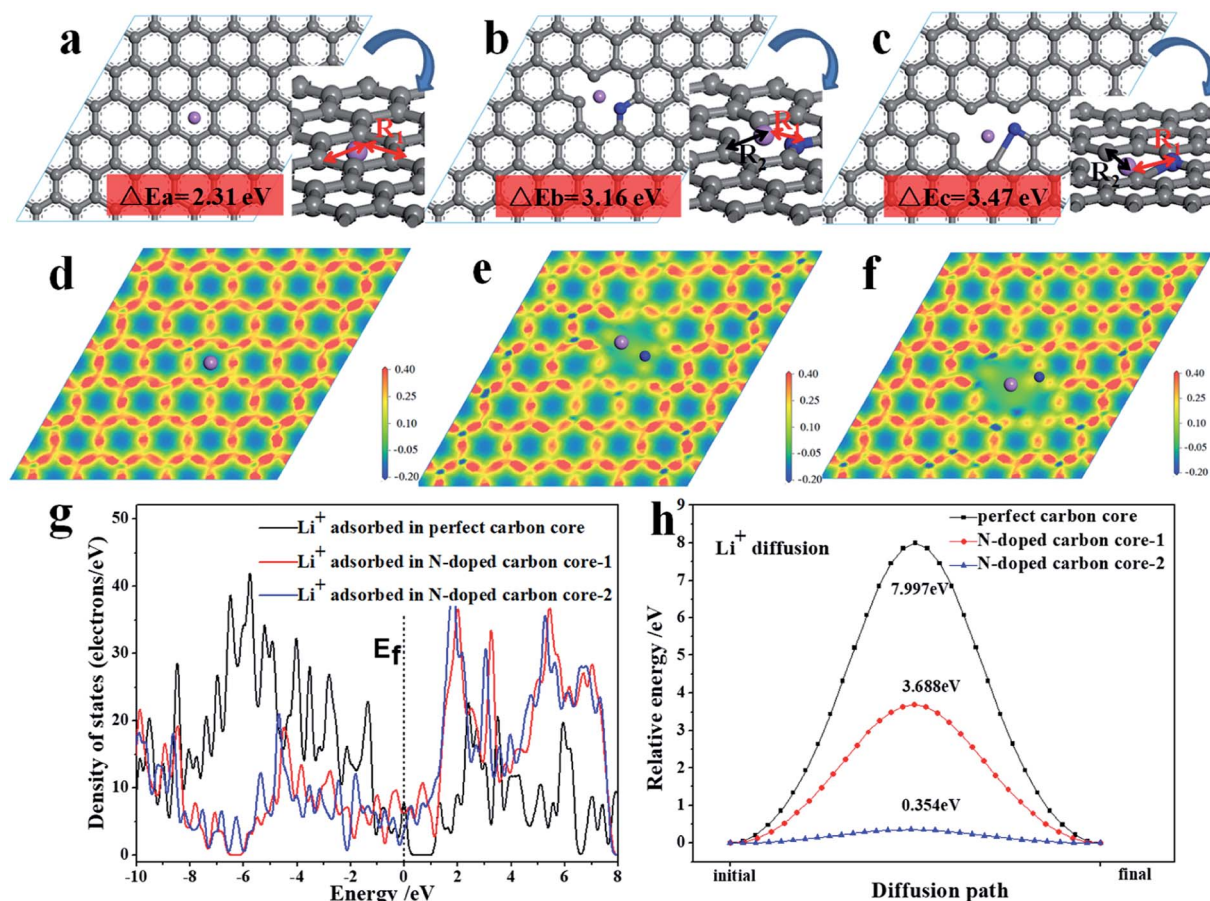 a
R1
△Ea=2.31 eV
b
R1
R2
△Eb=3.16 eV
c
R1
R2
△Ec=3.47 eV
d
0.40
0.25
0.10
-0.05
-0.20
e
0.40
0.25
0.10
-0.05
-0.20
f
0.40
0.25
0.10
-0.05
-0.20
g
Li+ adsorbed in perfect carbon core
Li+ adsorbed in N-doped carbon core-1
Li+ adsorbed in N-doped carbon core-2
Ef
Density of states (electrons/eV)
50
40
30
20
10
0
-10 -8 -6 -4 -2 0 2 4 6 8
Energy /eV
h
Li+ diffusion
perfect carbon core
N-doped carbon core-1
N-doped carbon core-2
7.997eV
3.688eV
0.354eV
Relative energy /eV
9
8
7
6
5
4
3
2
1
0
initial final
Diffusion path